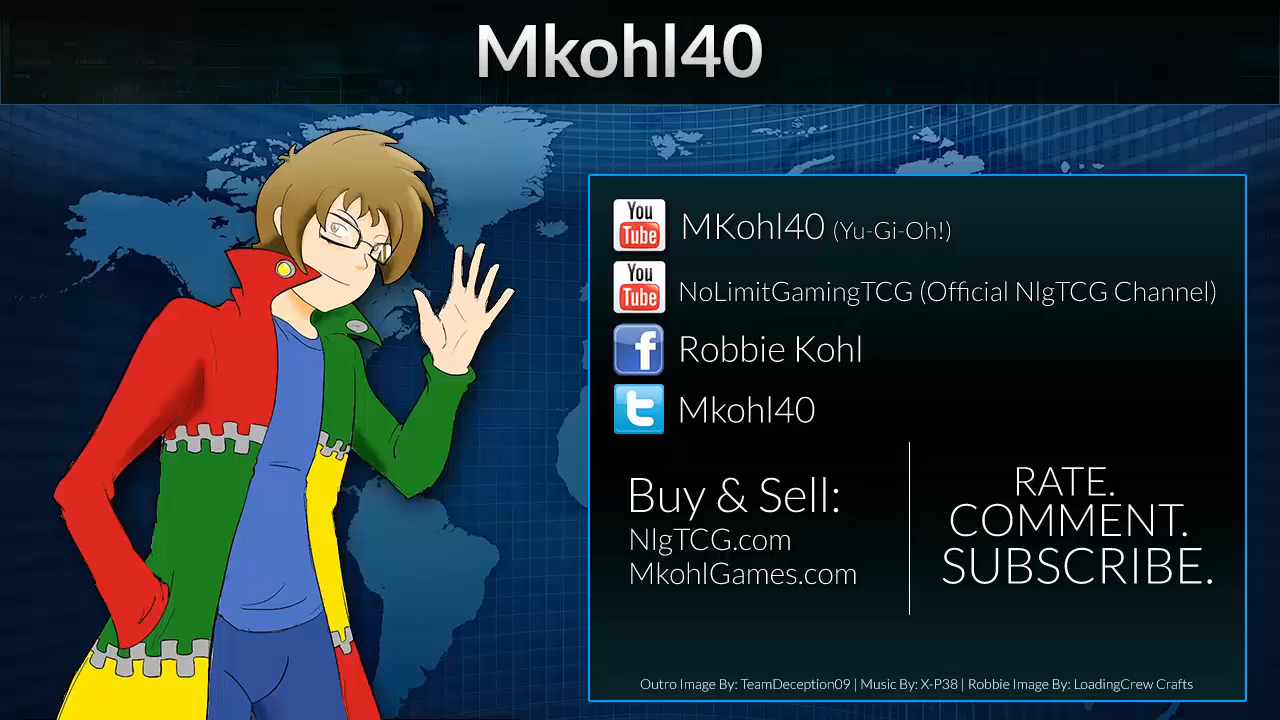 Mkohl40
You
Tube
MKohl40 (Yu-Gi-Oh!)
You
Tube
NoLimitGamingTCG (Official NlgTCG Channel)
f
Robbie Kohl
t
Mkohl40
Buy & Sell:
NlgTCG.com
MkohlGames.com
RATE.
COMMENT.
SUBSCRIBE.
Outro Image By: TeamDeception09 | Music By: X-P38 | Robbie Image By: LoadingCrew Crafts